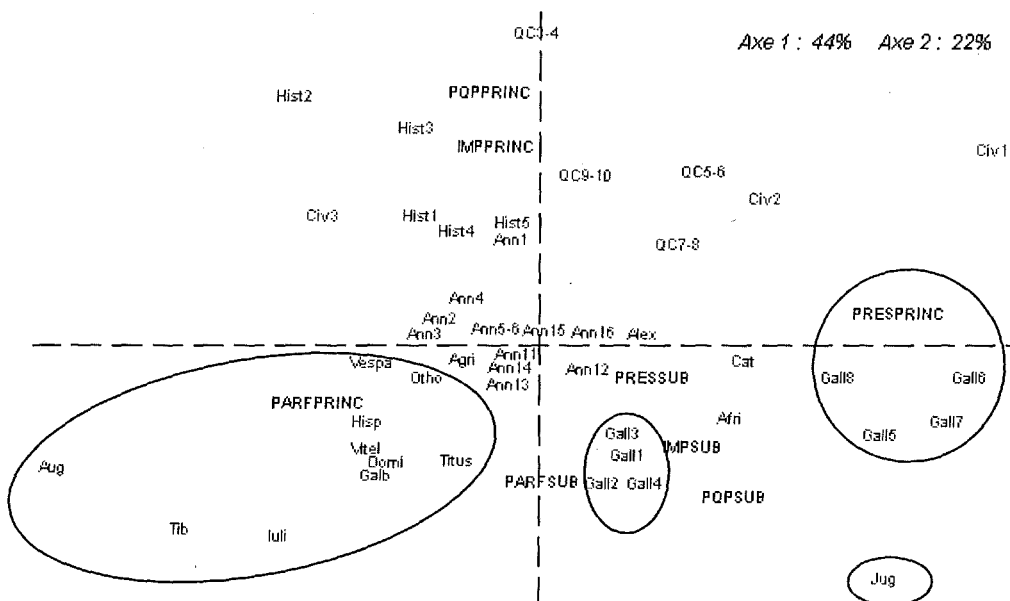 QC3-4
Axe 1 : 44% Axe 2 : 22%
Hist2
PQPPRINC
Hist3
IMPPRINC
Civ1
QC9-10
QC5-6
Civ2
Civ3
Hist1
Hist5
Hist4
Ann1
QC7-8
Ann4
Ann2
PRESPRINC
Ann3
Ann5-6
Ann15
Ann16
Alex
Vespa
Agri
Ann11
Ann14
Ann12
Cat
Otho
Ann13
PRESSUB
Gall8
Gall6
PARFPRINC
Hisp
Afri
Gall7
Gall3
Gall5
Vitel
IMPSUB
Gall1
Aug
Domi
Titus
Galb
PARFSUB
Gall2
Gall4
PQPSUB
Tib
Iuli
Jug